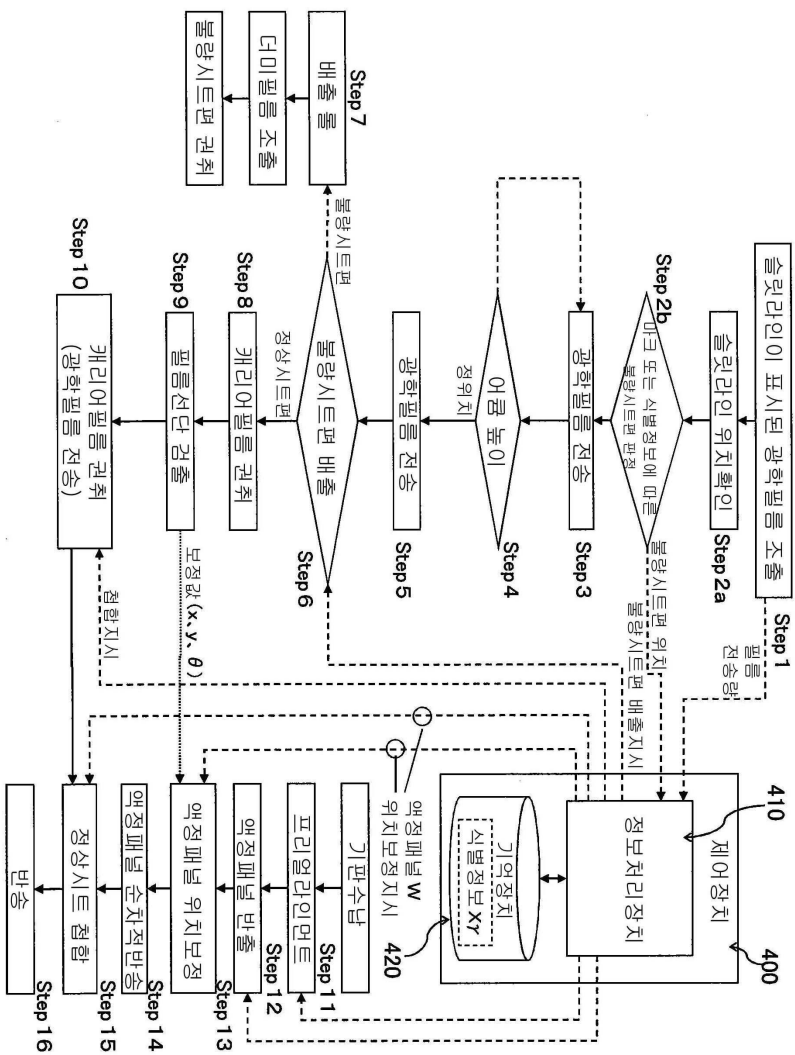 Step 1
슬릿라인이 표시된 광학필름 조출
필름
전송량
Step 2a
슬릿라인 위치확인
Step 2b
마크 또는 식별정보에 따른
불량시트편 판정
불량시트편 위치
불량시트편 배출지시
Step 3
광학필름 전송
Step 4
어큠 높이
정위치
Step 5
광학필름 전송
Step 6
불량시트편 배출
불량시트편
정상시트편
Step 7
배출 물
더미필름 조출
불량시트편 권취
Step 8
캐리어필름 권취
Step 9
필름선단 검출
보정값 (x、y、θ)
Step 10
캐리어필름 권취
(광학필름 전송)
첩합지시
400
제어장치
410
정보처리장치
기억장치
식별정보 Xγ
420
액정패널 W
위치보정지시
기판수납
Step 11
프리얼라인먼트
Step 12
액정패널 반출
Step 13
액정패널 위치보정
Step 14
액정패널 순차적반송
Step 15
정상시트 첩합
Step 16
반송